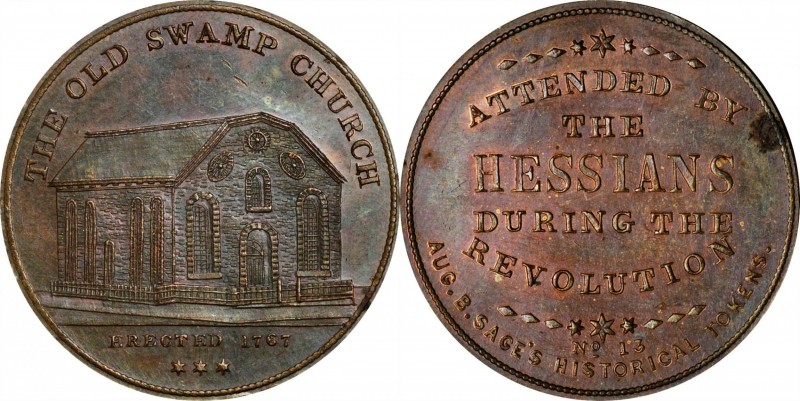 THE OLD SWAMP CHURCH
ERECTED 1767
ATTENDED BY
THE
HESSIANS
DURING THE
REVOLUTION
No 13
AUG. B. SAGE'S HISTORICAL TOKENS.